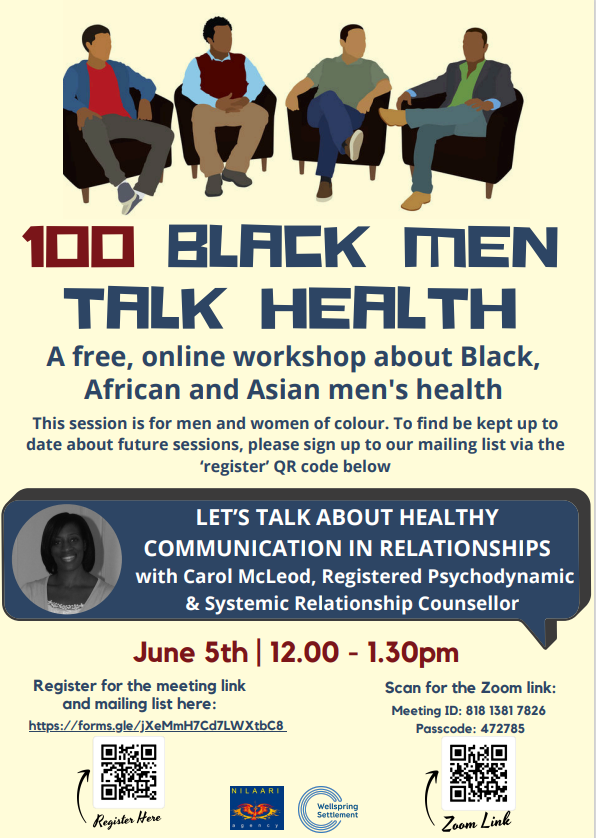 100 BLACK MEN
TALK HEALTH
A free, online workshop about Black,
African and Asian men's health
This session is for men and women of colour. To find be kept up to
date about future sessions, please sign up to our mailing list via the
‘register’ QR code below
LET’S TALK ABOUT HEALTHY
COMMUNICATION IN RELATIONSHIPS
with Carol McLeod, Registered Psychodynamic
& Systemic Relationship Counsellor
June 5th | 12.00 - 1.30pm
Register for the meeting link
and mailing list here:
https://forms.gle/jXeMmH7Cd7LWXtbC8
Register Here
Scan for the Zoom link:
Meeting ID: 818 1381 7826
Passcode: 472785
Zoom Link
NILAARI
agency
Wellspring
Settlement